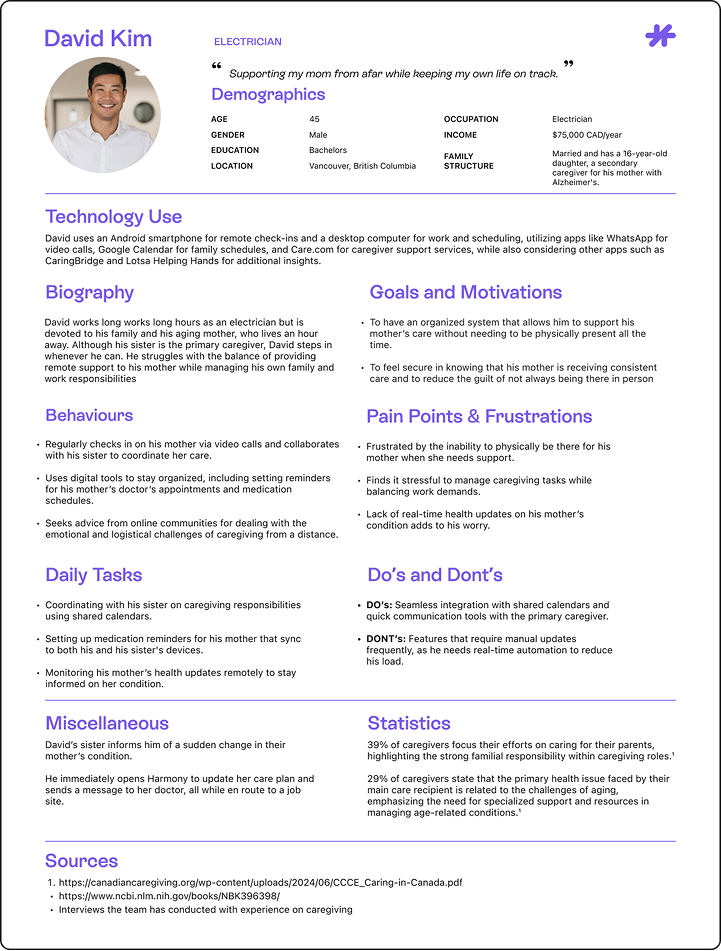 David Kim
ELECTRICIAN
“ Supporting my mom from afar while keeping my own life on track. ”
Demographics
AGE 45
GENDER Male
EDUCATION Bachelors
LOCATION Vancouver, British Columbia
OCCUPATION Electrician
INCOME $75,000 CAD/year
FAMILY
STRUCTURE
Married and has a 16-year-old
daughter, a secondary
caregiver for his mother with
Alzheimer's.
Technology Use
David uses an Android smartphone for remote check-ins and a desktop computer for work and scheduling, utilizing apps like WhatsApp for
video calls, Google Calendar for family schedules, and Care.com for caregiver support services, while also considering other apps such as
CaringBridge and Lotsa Helping Hands for additional insights.
Biography
David works long works long hours as an electrician but is
devoted to his family and his aging mother, who lives an hour
away. Although his sister is the primary caregiver, David steps in
whenever he can. He struggles with the balance of providing
remote support to his mother while managing his own family and
work responsibilities
Goals and Motivations
• To have an organized system that allows him to support his
mother’s care without needing to be physically present all the
time.
• To feel secure in knowing that his mother is receiving consistent
care and to reduce the guilt of not always being there in person
Behaviours
• Regularly checks in on his mother via video calls and collaborates
with his sister to coordinate her care.
• Uses digital tools to stay organized, including setting reminders
for his mother’s doctor’s appointments and medication
schedules.
• Seeks advice from online communities for dealing with the
emotional and logistical challenges of caregiving from a distance.
Pain Points & Frustrations
• Frustrated by the inability to physically be there for his
mother when she needs support.
• Finds it stressful to manage caregiving tasks while
balancing work demands.
• Lack of real-time health updates on his mother’s
condition adds to his worry.
Daily Tasks
• Coordinating with his sister on caregiving responsibilities
using shared calendars.
• Setting up medication reminders for his mother that sync
to both his and his sister's devices.
• Monitoring his mother’s health updates remotely to stay
informed on her condition.
Do’s and Dont’s
• DO’s: Seamless integration with shared calendars and
quick communication tools with the primary caregiver.
• DONT’s: Features that require manual updates
frequently, as he needs real-time automation to reduce
his load.
Miscellaneous
David’s sister informs him of a sudden change in their
mother’s condition.
He immediately opens Harmony to update her care plan and
sends a message to her doctor, all while en route to a job
site.
Statistics
39% of caregivers focus their efforts on caring for their parents,
highlighting the strong familial responsibility within caregiving roles.¹
29% of caregivers state that the primary health issue faced by their
main care recipient is related to the challenges of aging,
emphasizing the need for specialized support and resources in
managing age-related conditions.¹
Sources
1. https://canadiancaregiving.org/wp-content/uploads/2024/06/CCCE_Caring-in-Canada.pdf
• https://www.ncbi.nlm.nih.gov/books/NBK396398/
• Interviews the team has conducted with experience on caregiving